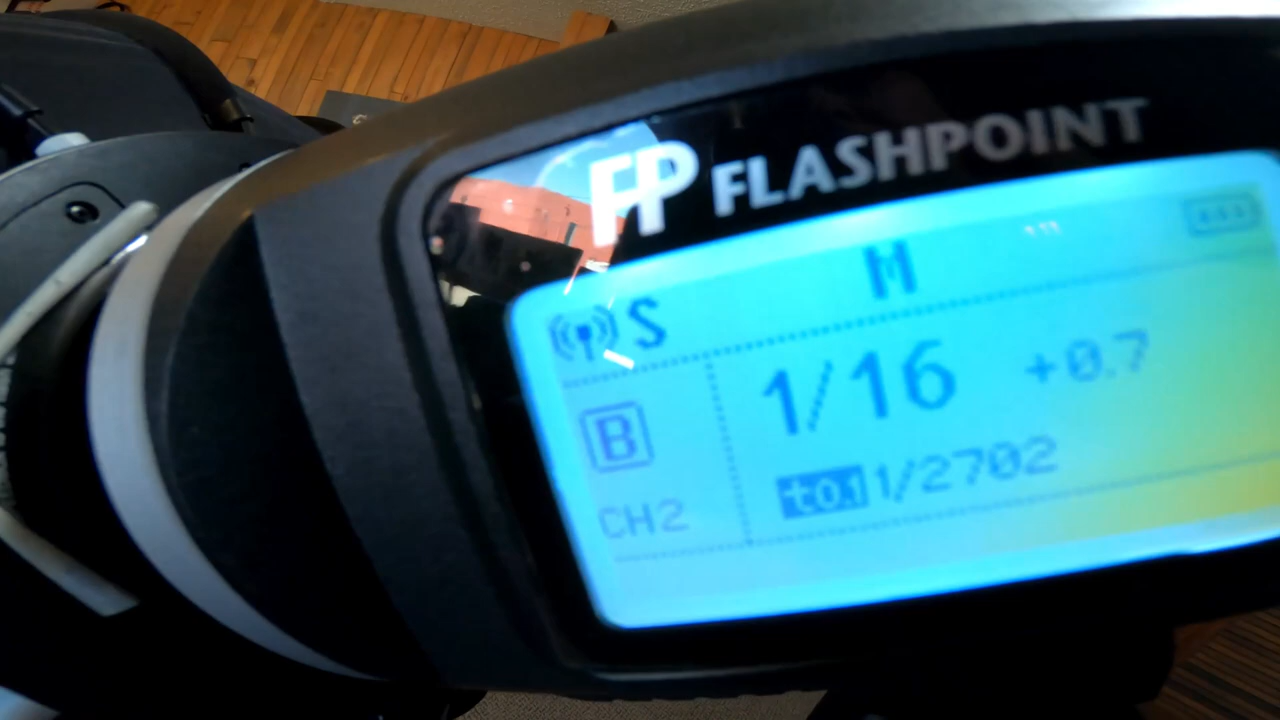 FP FLASHPOINT
S M
1/16 +0.7
B
t0.1 1/2702
CH2